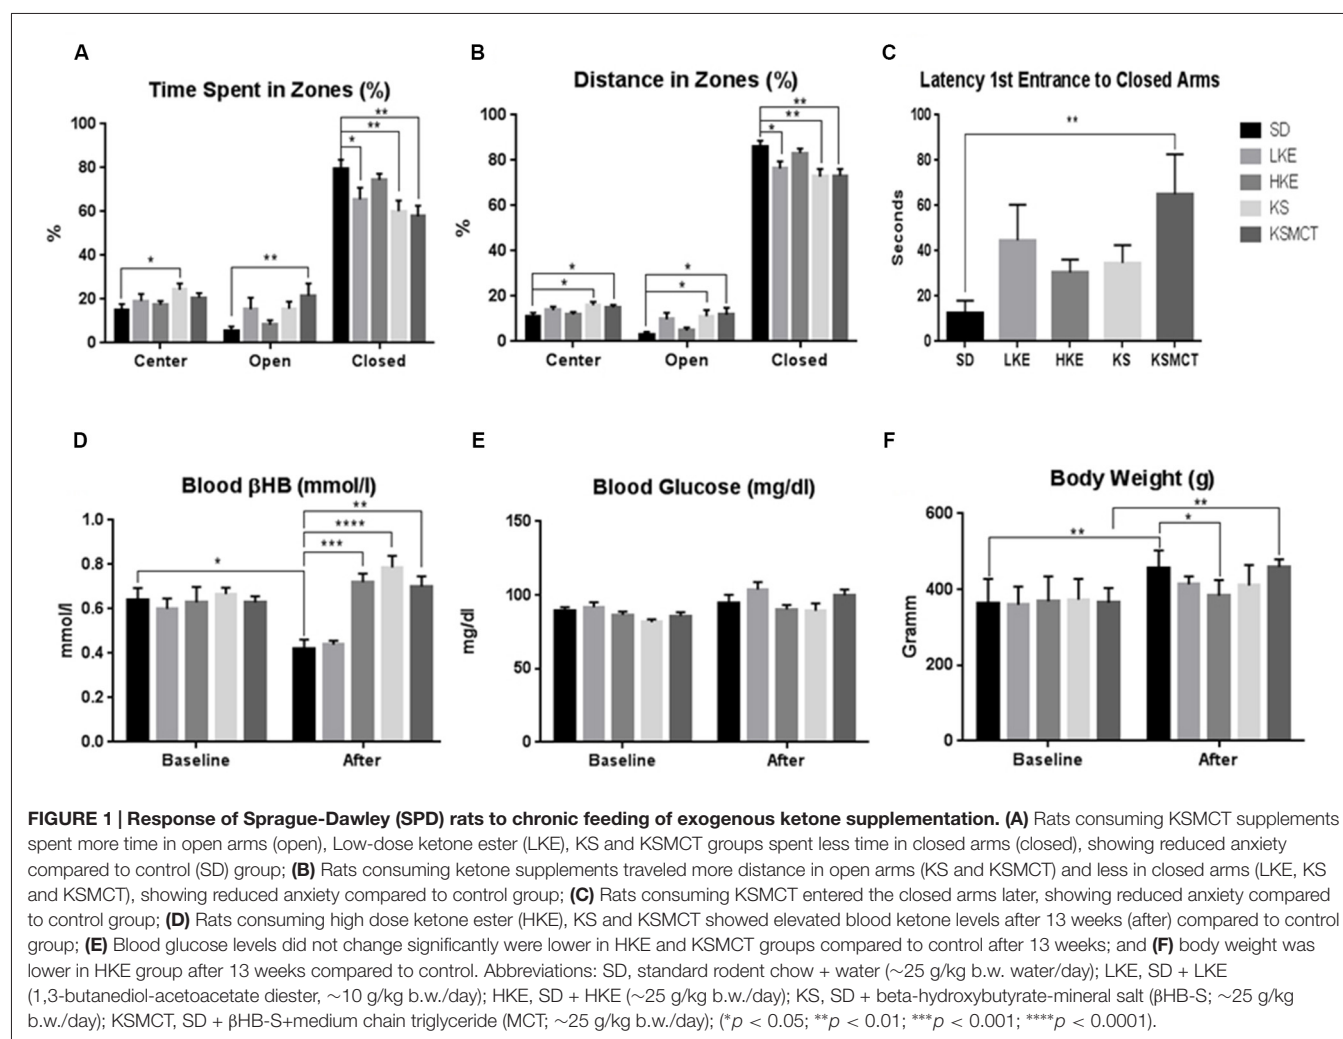 A
Time Spent in Zones (%)
100
80
60
40
20
0
%
*
**
*
**
**
Center
Open
Closed
B
Distance in Zones (%)
100
80
60
40
20
0
%
*
*
*
*
*
**
**
Center
Open
Closed
C
Latency 1st Entrance to Closed Arms
100
80
60
40
20
0
Seconds
**
SD
LKE
HKE
KS
KSMCT
SD
LKE
HKE
KS
KSMCT
D
Blood βHB (mmol/l)
1.0
0.8
0.6
0.4
0.2
0.0
mmol/l
*
***
****
**
Baseline
After
E
Blood Glucose (mg/dl)
150
100
50
0
mg/dl
Baseline
After
F
Body Weight (g)
600
400
200
0
Gramm
**
*
**
Baseline
After
FIGURE 1 | Response of Sprague-Dawley (SPD) rats to chronic feeding of exogenous ketone supplementation. (A) Rats consuming KSMCT supplements
spent more time in open arms (open), Low-dose ketone ester (LKE), KS and KSMCT groups spent less time in closed arms (closed), showing reduced anxiety
compared to control (SD) group; (B) Rats consuming ketone supplements traveled more distance in open arms (KS and KSMCT) and less in closed arms (LKE, KS
and KSMCT), showing reduced anxiety compared to control group; (C) Rats consuming KSMCT entered the closed arms later, showing reduced anxiety compared
to control group; (D) Rats consuming high dose ketone ester (HKE), KS and KSMCT showed elevated blood ketone levels after 13 weeks (after) compared to control
group; (E) Blood glucose levels did not change significantly were lower in HKE and KSMCT groups compared to control after 13 weeks; and (F) body weight was
lower in HKE group after 13 weeks compared to control. Abbreviations: SD, standard rodent chow + water (∼25 g/kg b.w. water/day); LKE, SD + LKE
(1,3-butanediol-acetoacetate diester, ∼10 g/kg b.w./day); HKE, SD + HKE (∼25 g/kg b.w./day); KS, SD + beta-hydroxybutyrate-mineral salt (βHB-S; ∼25 g/kg
b.w./day); KSMCT, SD + βHB-S+medium chain triglyceride (MCT; ∼25 g/kg b.w./day); (*p < 0.05; **p < 0.01; ***p < 0.001; ****p < 0.0001).